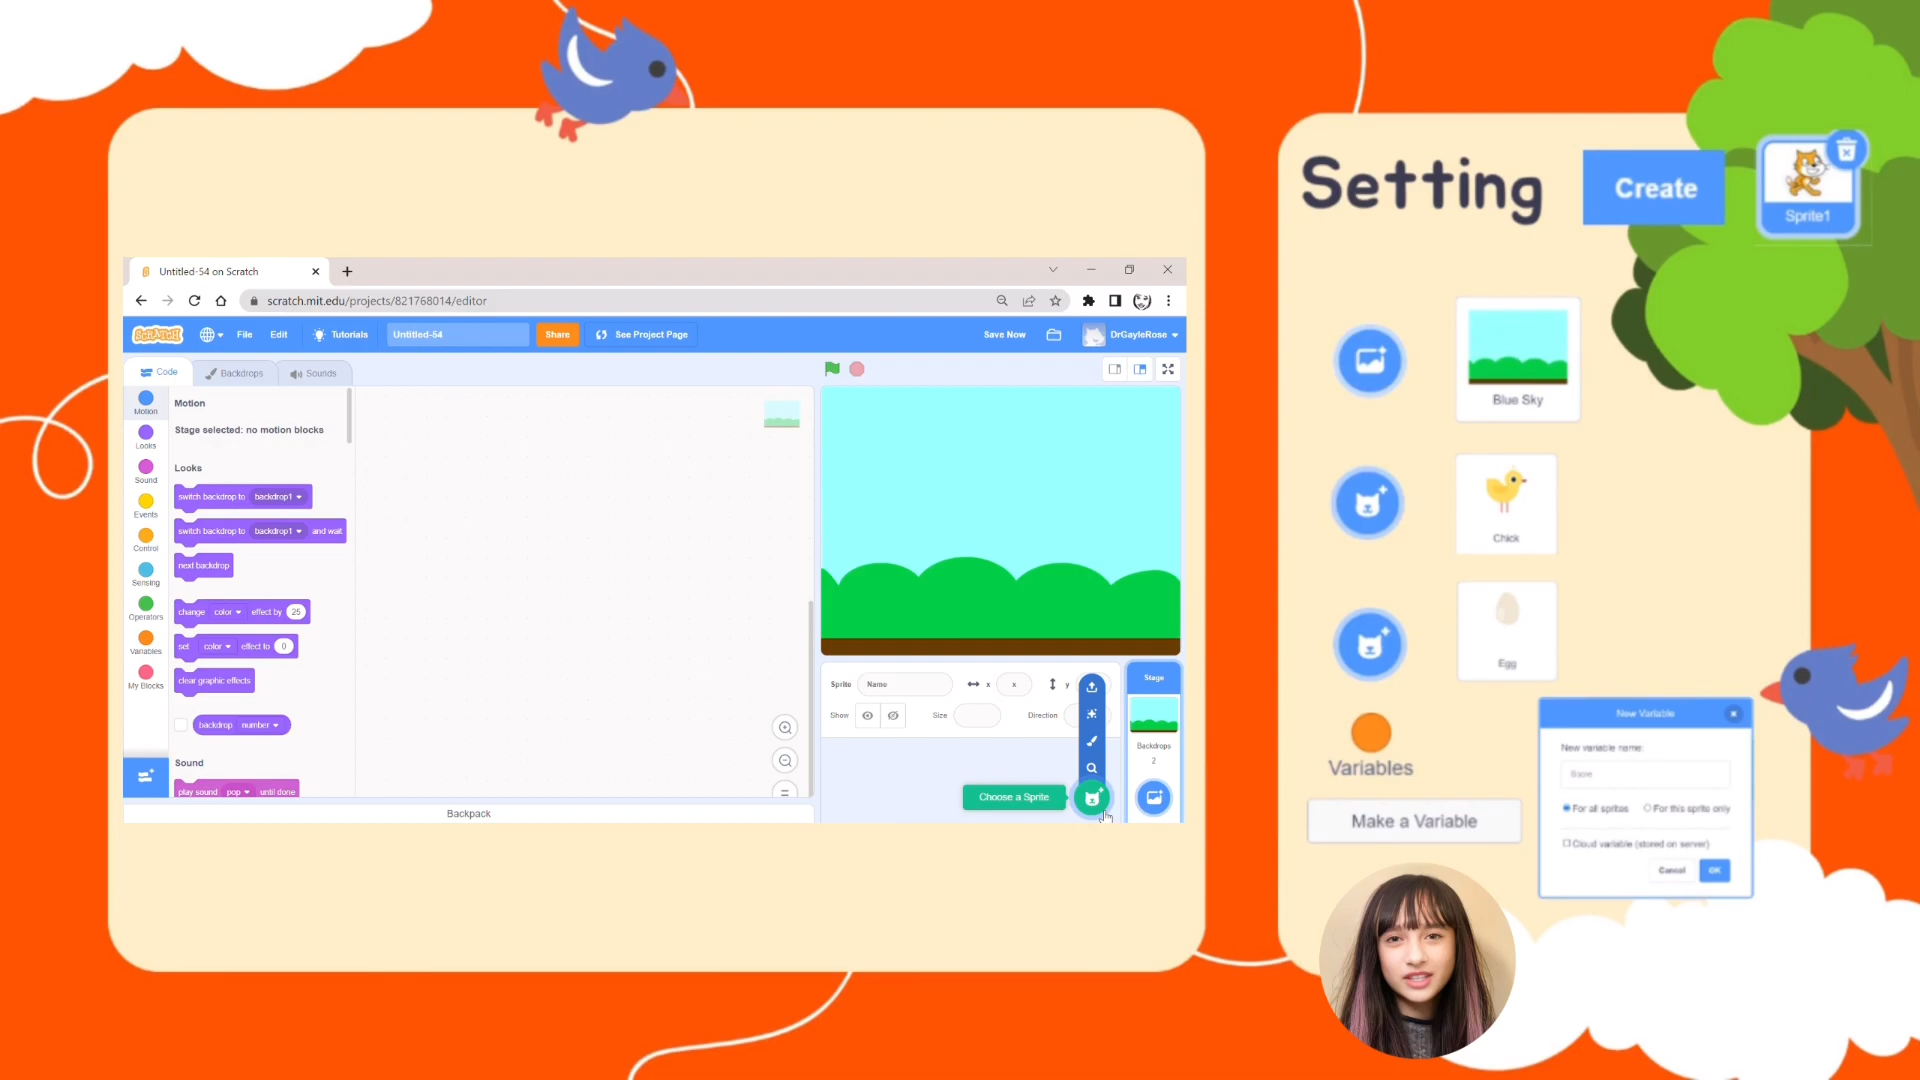 Setting
Create
Sprite1
Untitled-54 on Scratch
scratch.mit.edu/projects/821768014/editor
SCRATCH
File
Edit
Tutorials
Untitled-54
Share
See Project Page
Save Now
DrGayleRose
Code
Backdrops
Sounds
Motion
Looks
Sound
Events
Control
Sensing
Operators
Variables
My Blocks
Motion
Stage selected: no motion blocks
Looks
switch backdrop to backdrop1
switch backdrop to backdrop1 and wait
next backdrop
change color effect by 25
set color effect to 0
clear graphic effects
backdrop number
Sound
play sound pop until done
Backpack
Sprite Name x x y
Show Size Direction
Choose a Sprite
Stage
Backdrops
2
Blue Sky
Chick
Egg
Variables
Make a Variable
New Variable
New variable name:
For all sprites For this sprite only
Cloud variable (stored on server)
Cancel OK